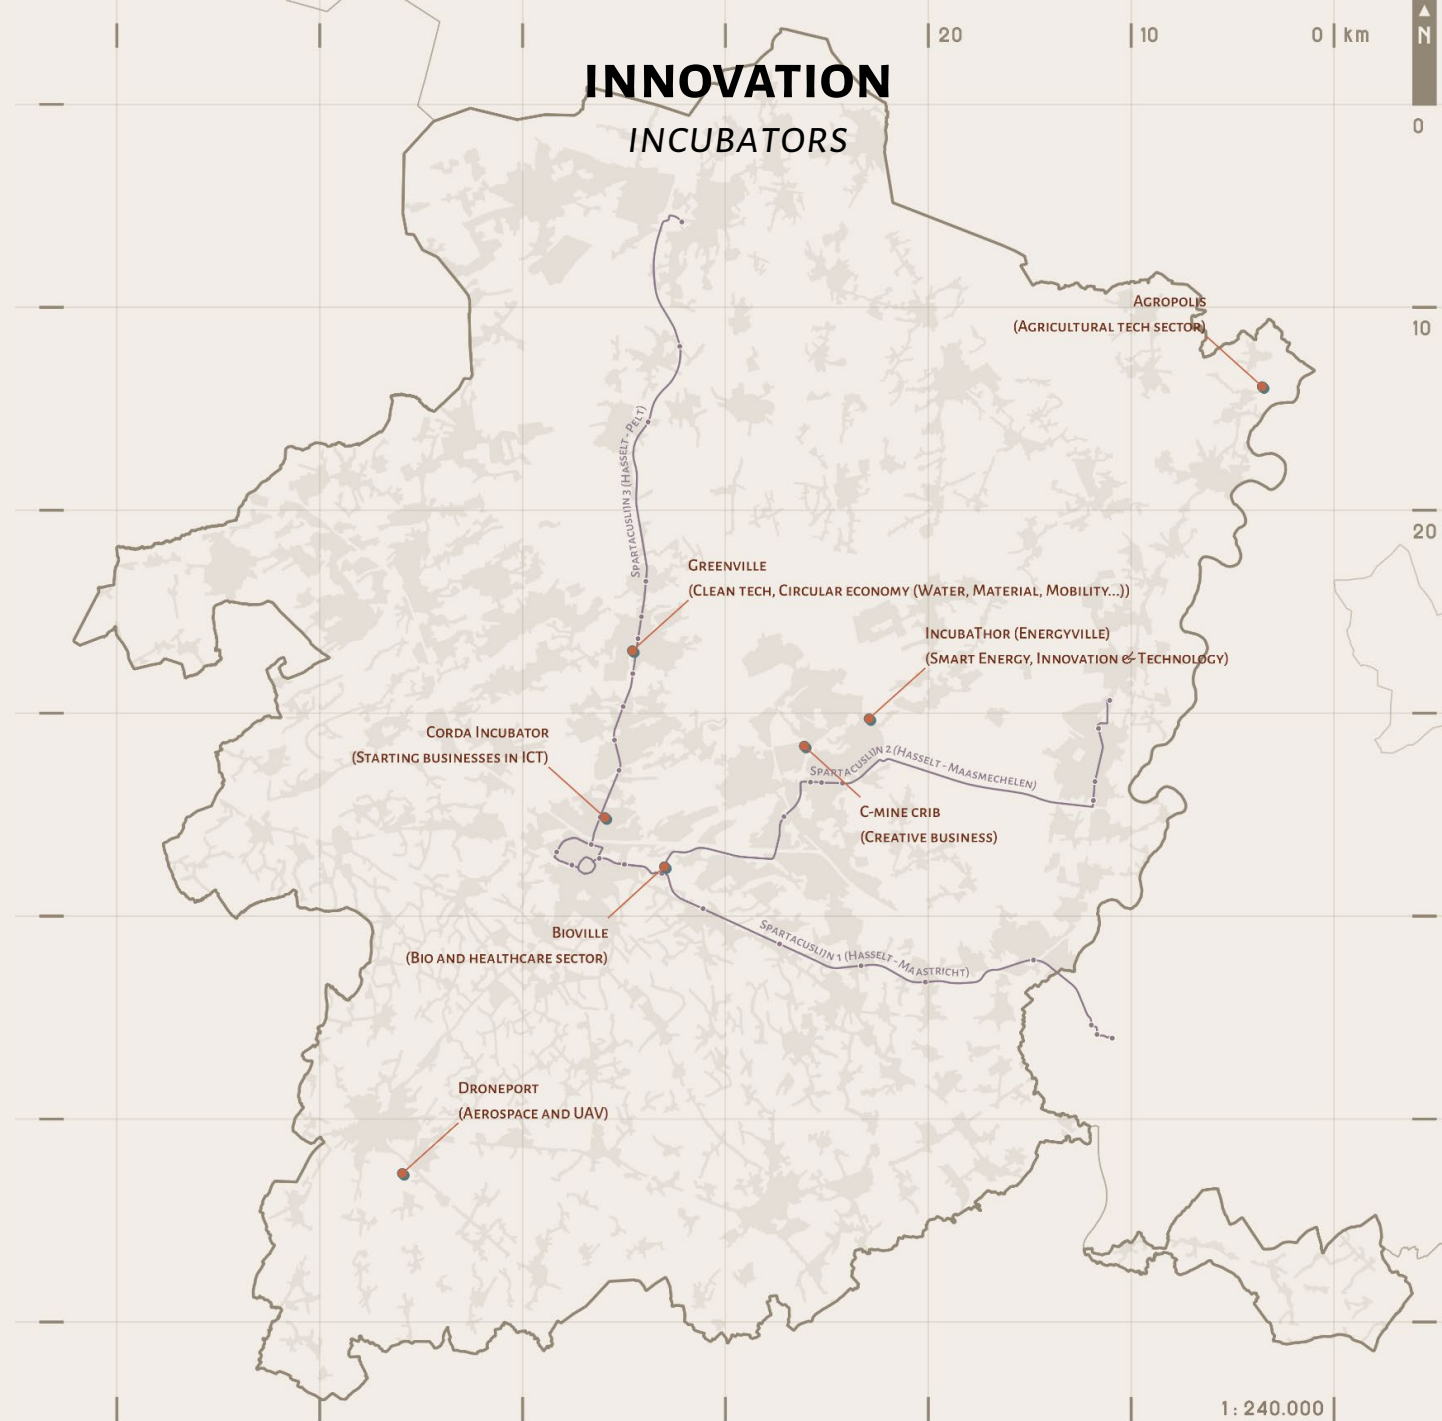 20
10
0 km
N
INNOVATION
INCUBATORS
0
Agropolis
(Agricultural tech sector)
10
Spartacuslijn 3 (Hasselt - Pelt)
20
Greenville
(Clean tech, Circular economy (Water, Material, Mobility...))
IncubaThor (Energyville)
(Smart Energy, Innovation & Technology)
Corda Incubator
(Starting businesses in ICT)
Spartacuslijn 2 (Hasselt - Maasmechelen)
C-mine crib
(Creative business)
Bioville
(Bio and healthcare sector)
Spartacuslijn 1 (Hasselt - Maastricht)
Droneport
(Aerospace and UAV)
1: 240.000